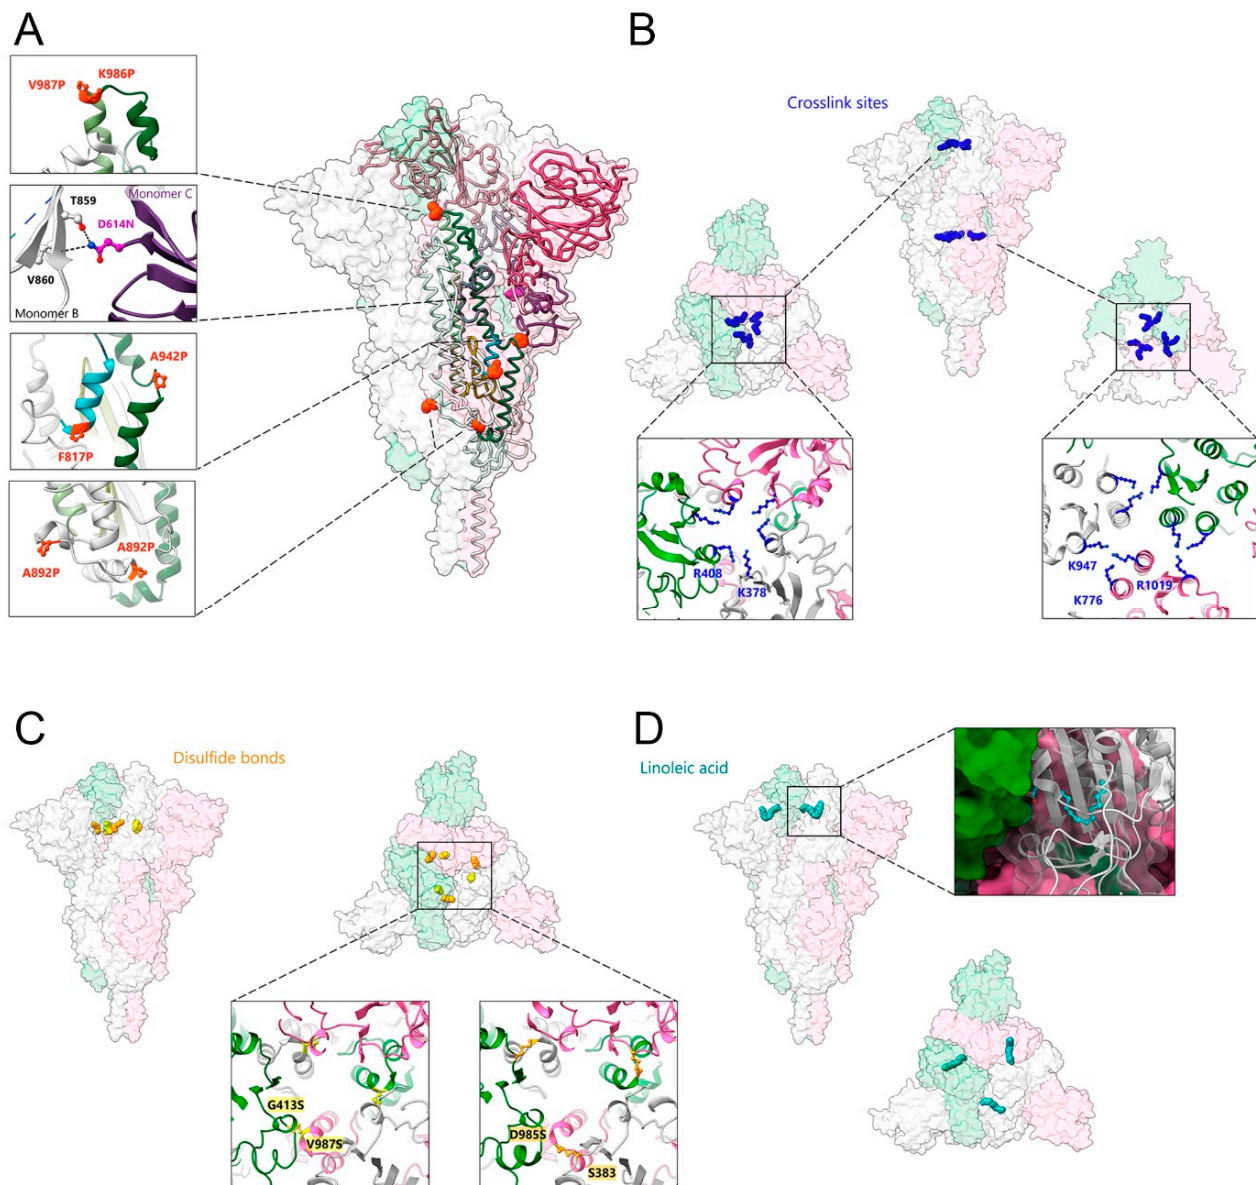 A
V987P
K986P
T859
Monomer C
D614N
V860
Monomer B
A942P
F817P
A892P
A892P
B
Crosslink sites
R408
K378
K947
R1019
K776
C
Disulfide bonds
G413S
V987S
D985S
S383
D
Linoleic acid